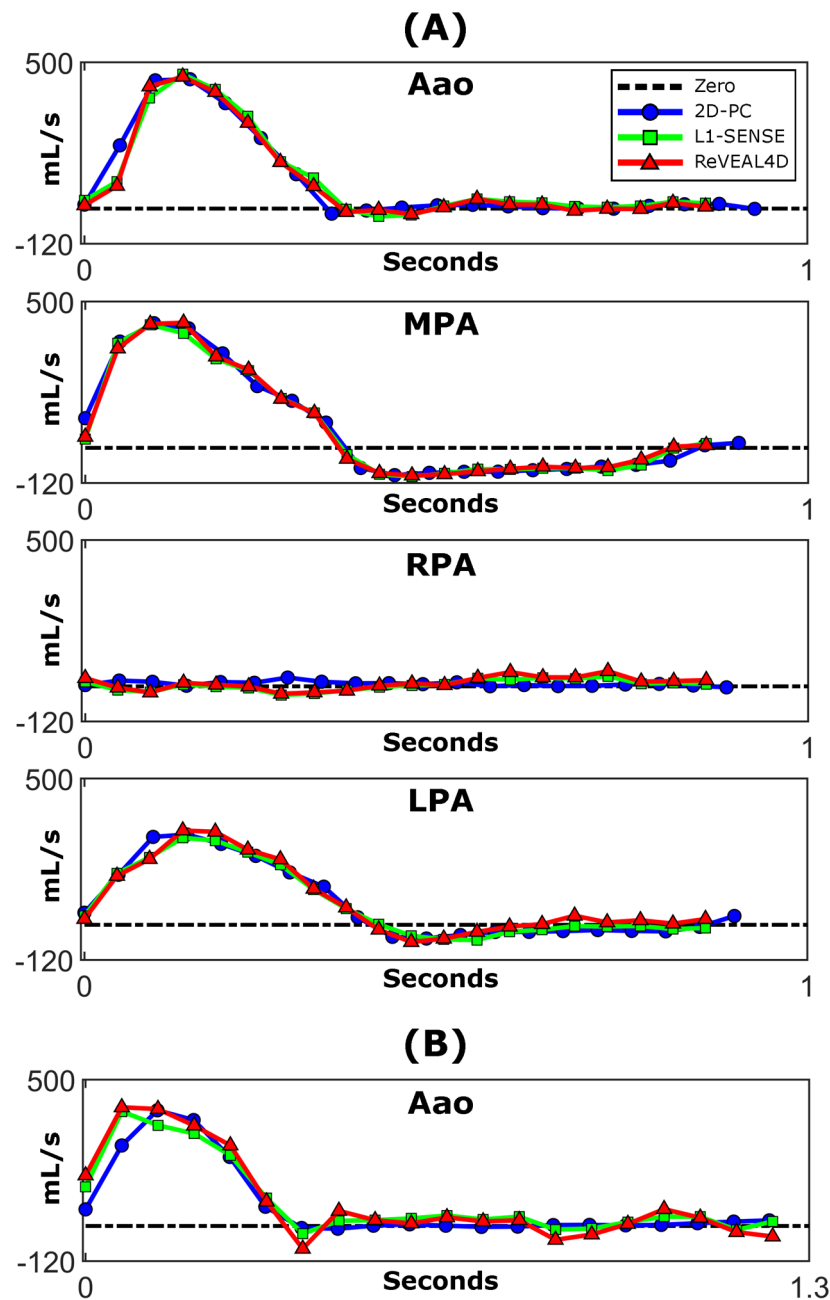 (A)
Aao
500
-120
mL/s
0
Seconds
1
Zero
2D-PC
L1-SENSE
ReVEAL4D
MPA
500
-120
mL/s
0
Seconds
1
RPA
500
-120
mL/s
0
Seconds
1
LPA
500
-120
mL/s
0
Seconds
1
(B)
Aao
500
-120
mL/s
0
Seconds
1.3